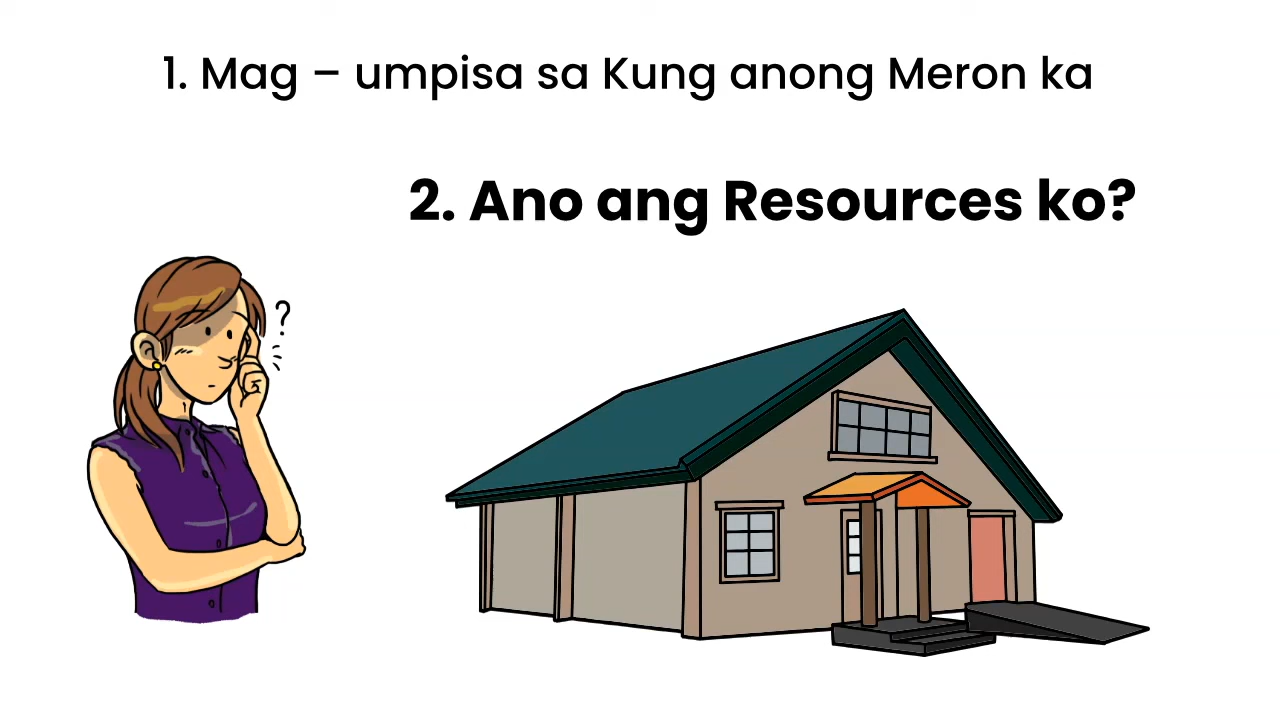 1. Mag – umpisa sa Kung anong Meron ka
2. Ano ang Resources ko?
?